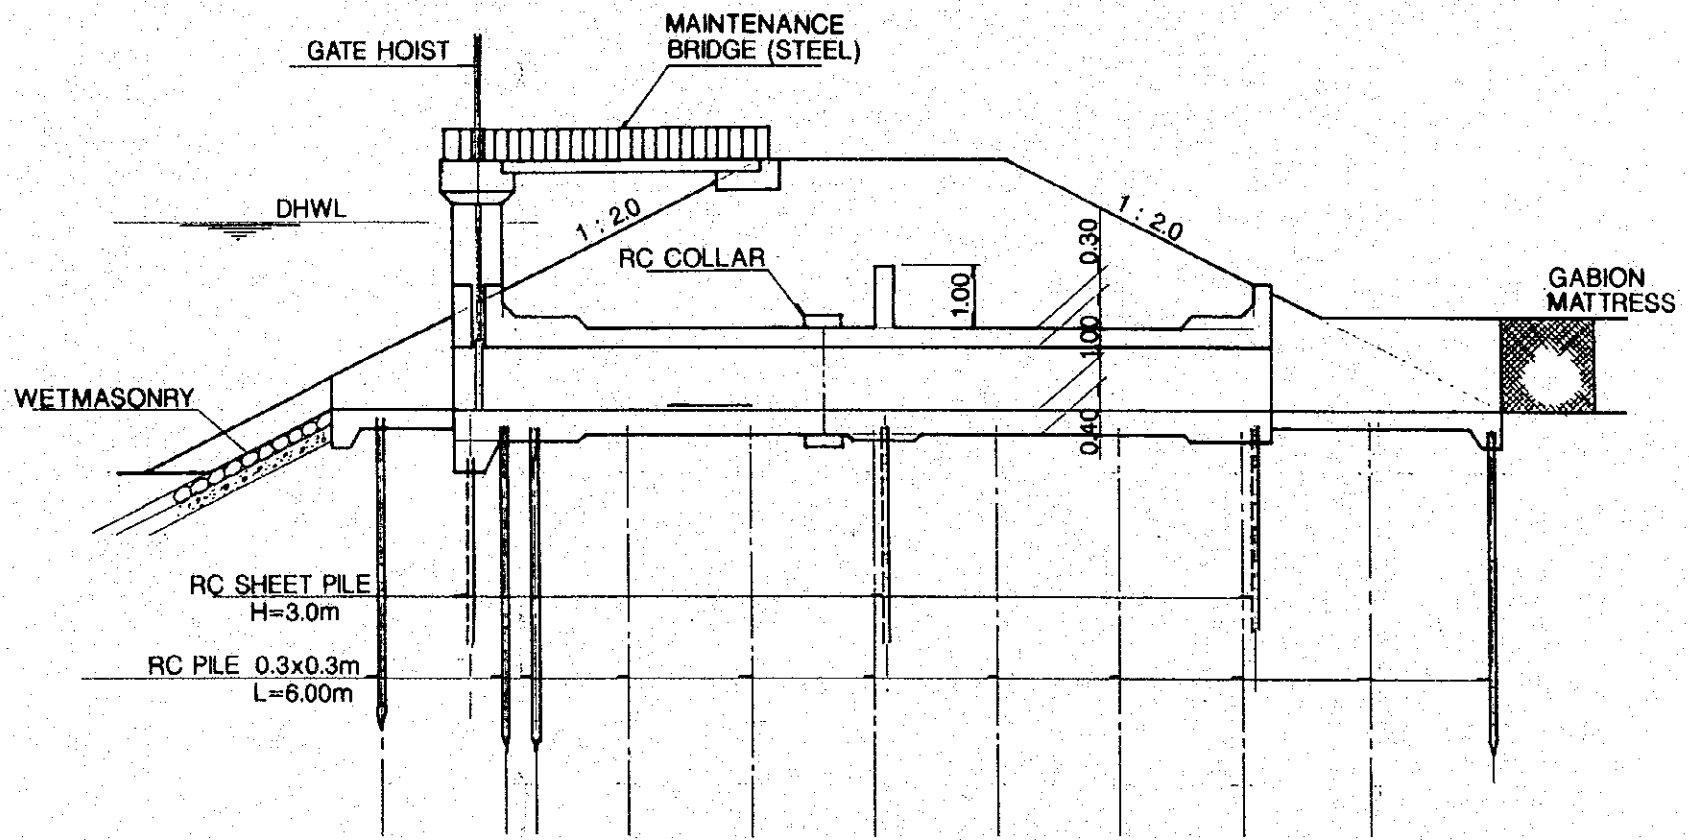 MAINTENANCE
BRIDGE (STEEL)
GATE HOIST
DHWL
1 : 2.0
1 : 2.0
0.30
RC COLLAR
1.00
GABION
MATTRESS
1.00
WETMASONRY
0.40
RC SHEET PILE
H=3.0m
RC PILE 0.3x0.3m
L=6.00m